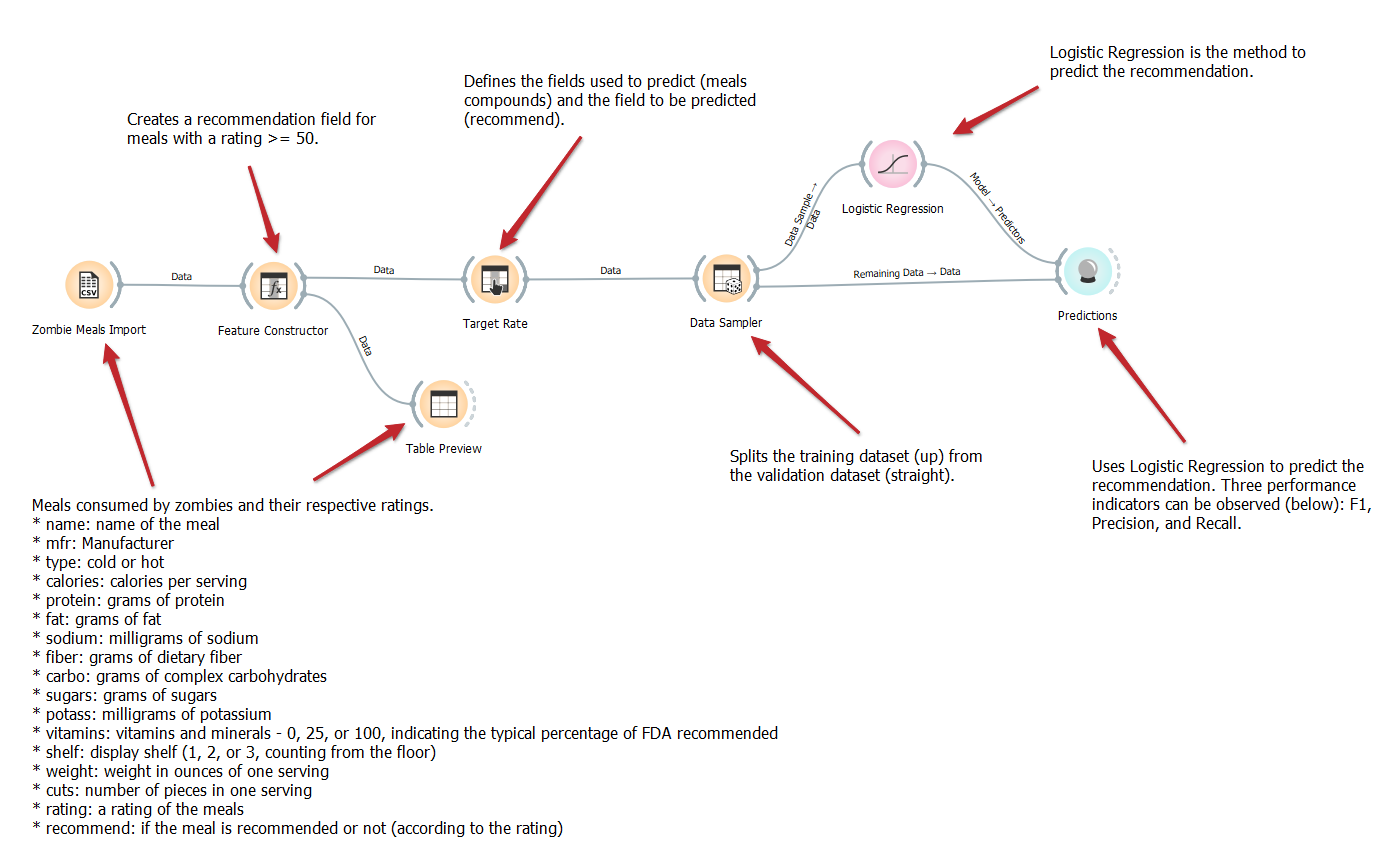 Logistic Regression is the method to
predict the recommendation.
Defines the fields used to predict (meals
compounds) and the field to be predicted
(recommend).
Creates a recommendation field for
meals with a rating >= 50.
Data Sample →
Data
Model → Predictors
Logistic Regression
Data
Data
Data
Remaining Data → Data
CSV
fx
Zombie Meals Import
Feature Constructor
Target Rate
Data Sampler
Predictions
Data
Table Preview
Splits the training dataset (up) from
the validation dataset (straight).
Uses Logistic Regression to predict the
recommendation. Three performance
indicators can be observed (below): F1,
Precision, and Recall.
Meals consumed by zombies and their respective ratings.
* name: name of the meal
* mfr: Manufacturer
* type: cold or hot
* calories: calories per serving
* protein: grams of protein
* fat: grams of fat
* sodium: milligrams of sodium
* fiber: grams of dietary fiber
* carbo: grams of complex carbohydrates
* sugars: grams of sugars
* potass: milligrams of potassium
* vitamins: vitamins and minerals - 0, 25, or 100, indicating the typical percentage of FDA recommended
* shelf: display shelf (1, 2, or 3, counting from the floor)
* weight: weight in ounces of one serving
* cuts: number of pieces in one serving
* rating: a rating of the meals
* recommend: if the meal is recommended or not (according to the rating)